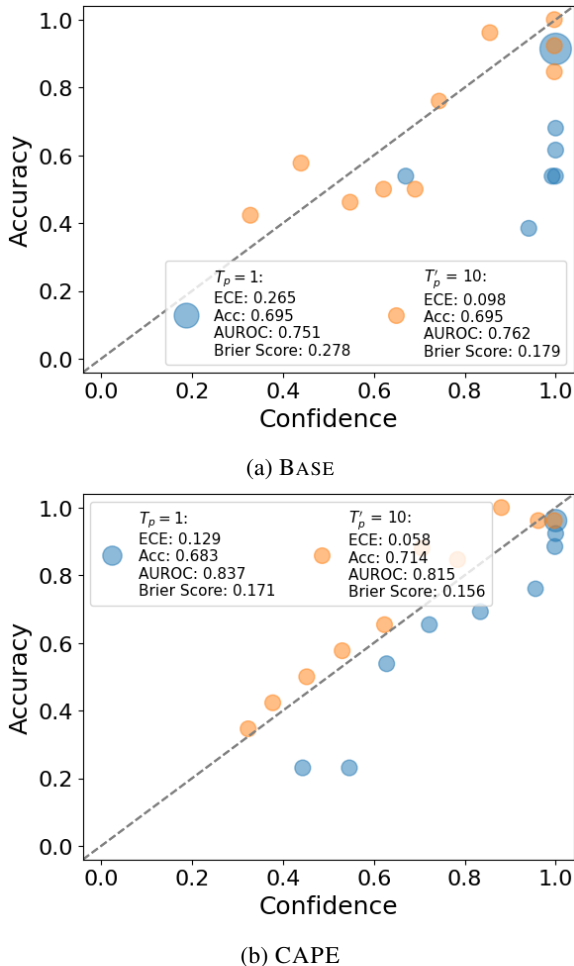 1.0
0.8
0.6
0.4
0.2
0.0
Accuracy
T_p = 1:
ECE: 0.265
Acc: 0.695
AUROC: 0.751
Brier Score: 0.278
T'_p = 10:
ECE: 0.098
Acc: 0.695
AUROC: 0.762
Brier Score: 0.179
0.0 0.2 0.4 0.6 0.8 1.0
Confidence
(a) BASE
1.0
0.8
0.6
0.4
0.2
0.0
Accuracy
T_p = 1:
ECE: 0.129
Acc: 0.683
AUROC: 0.837
Brier Score: 0.171
T'_p = 10:
ECE: 0.058
Acc: 0.714
AUROC: 0.815
Brier Score: 0.156
0.0 0.2 0.4 0.6 0.8 1.0
Confidence
(b) CAPE